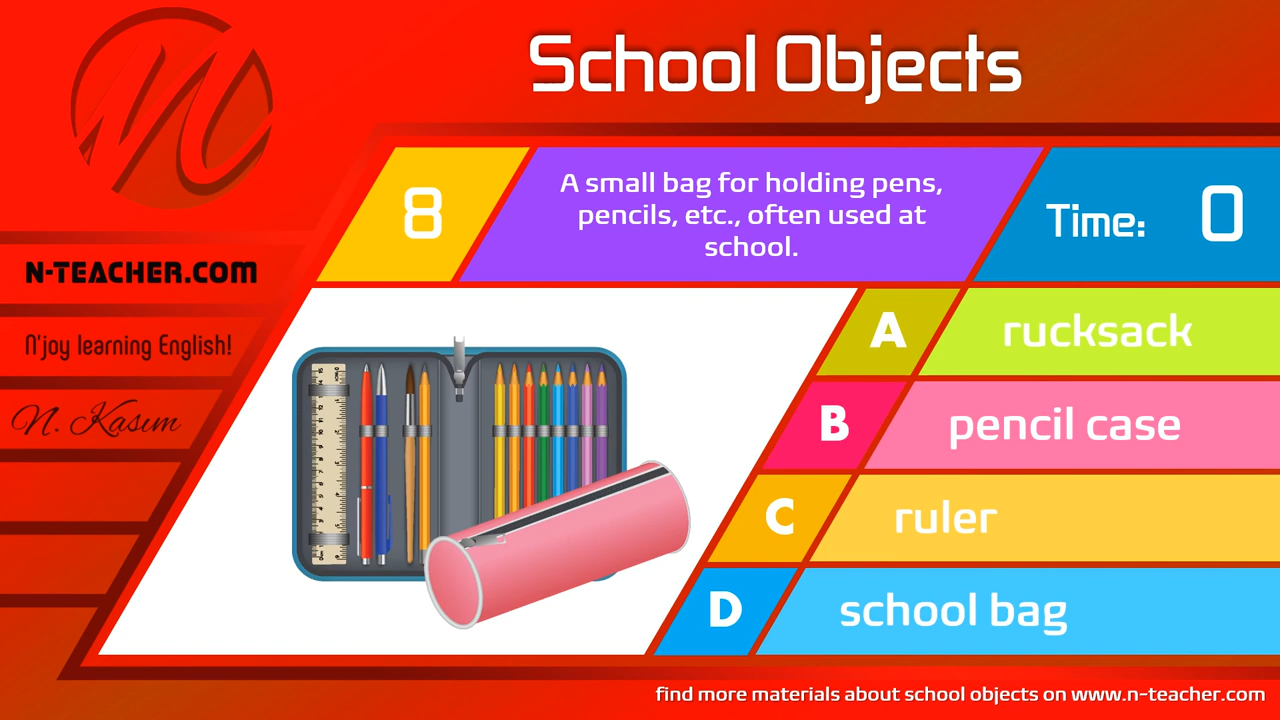 School Objects
8
A small bag for holding pens,
pencils, etc., often used at
school.
Time: 0
N-TEACHER.COM
N'joy learning English!
N. Kasım
A rucksack
B pencil case
C ruler
D school bag
find more materials about school objects on www.n-teacher.com